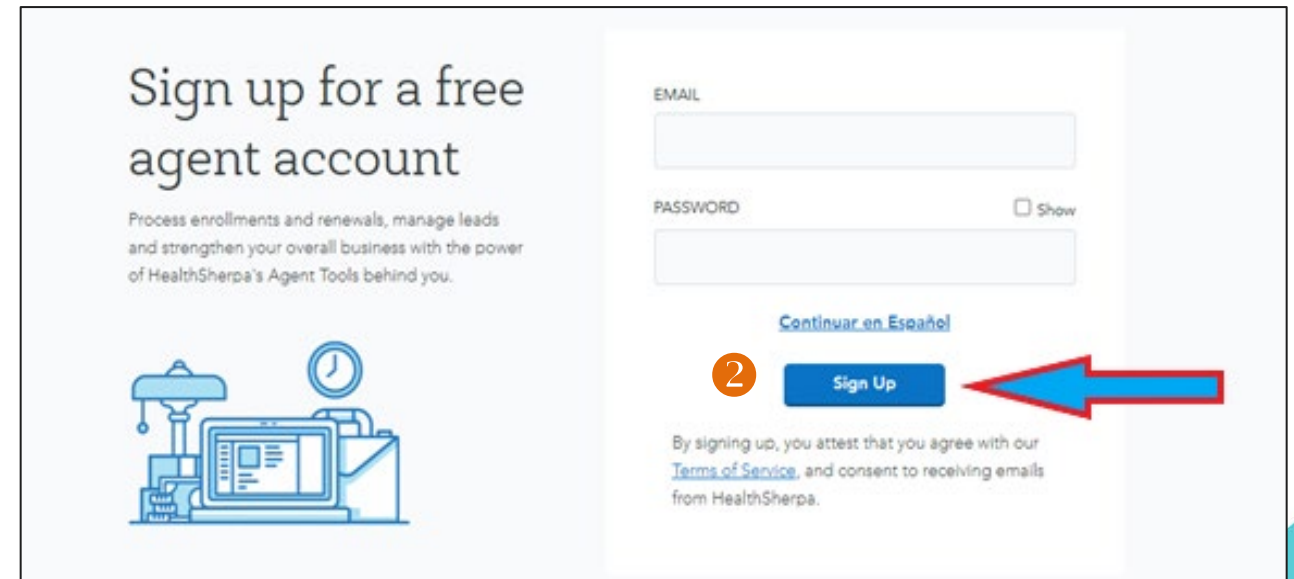 Sign up for a free
agent account
Process enrollments and renewals, manage leads
and strengthen your overall business with the power
of HealthSherpa's Agent Tools behind you.
EMAIL
PASSWORD
Show
Continuar en Español
2
Sign Up
By signing up, you attest that you agree with our
Terms of Service, and consent to receiving emails
from HealthSherpa.